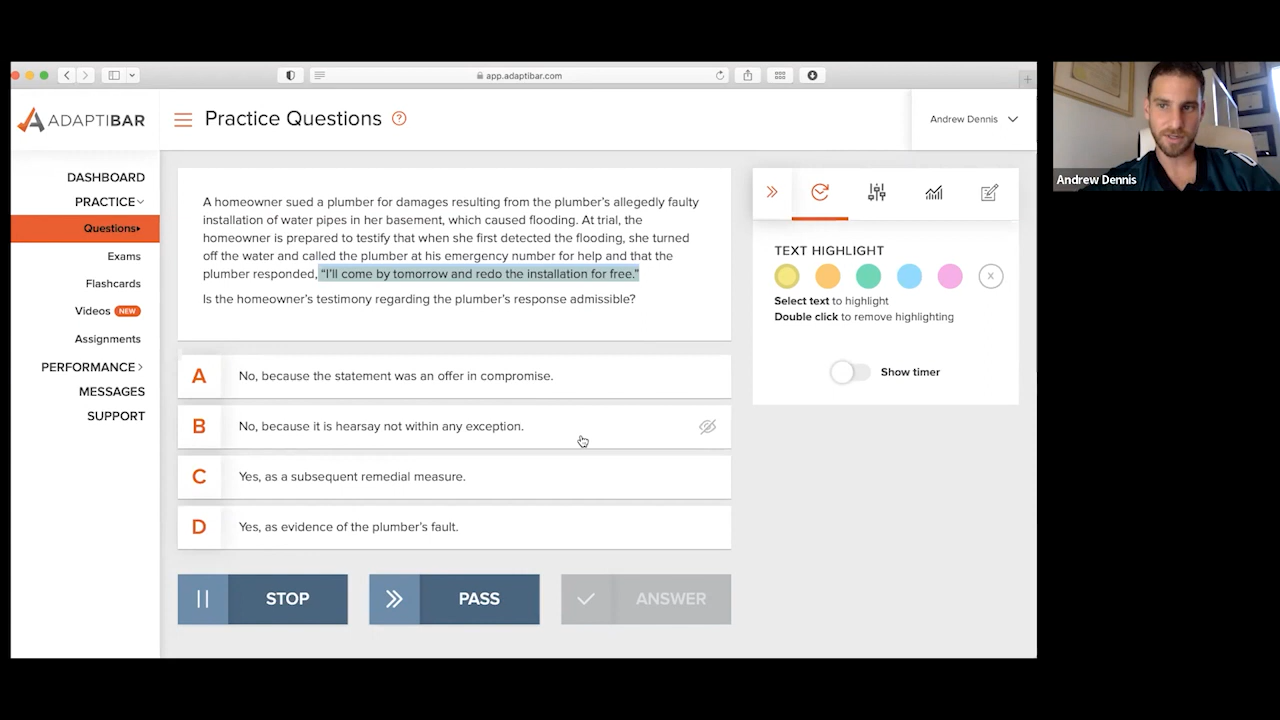 app.adaptibar.com
ADAPTIBAR
Practice Questions ?
Andrew Dennis
Andrew Dennis
DASHBOARD
PRACTICE
Questions
Exams
Flashcards
Videos NEW
Assignments
PERFORMANCE
MESSAGES
SUPPORT
A homeowner sued a plumber for damages resulting from the plumber's allegedly faulty
installation of water pipes in her basement, which caused flooding. At trial, the
homeowner is prepared to testify that when she first detected the flooding, she turned
off the water and called the plumber at his emergency number for help and that the
plumber responded, “I'll come by tomorrow and redo the installation for free.”
Is the homeowner's testimony regarding the plumber's response admissible?
A No, because the statement was an offer in compromise.
B No, because it is hearsay not within any exception.
C Yes, as a subsequent remedial measure.
D Yes, as evidence of the plumber's fault.
STOP
PASS
ANSWER
TEXT HIGHLIGHT
Select text to highlight
Double click to remove highlighting
Show timer